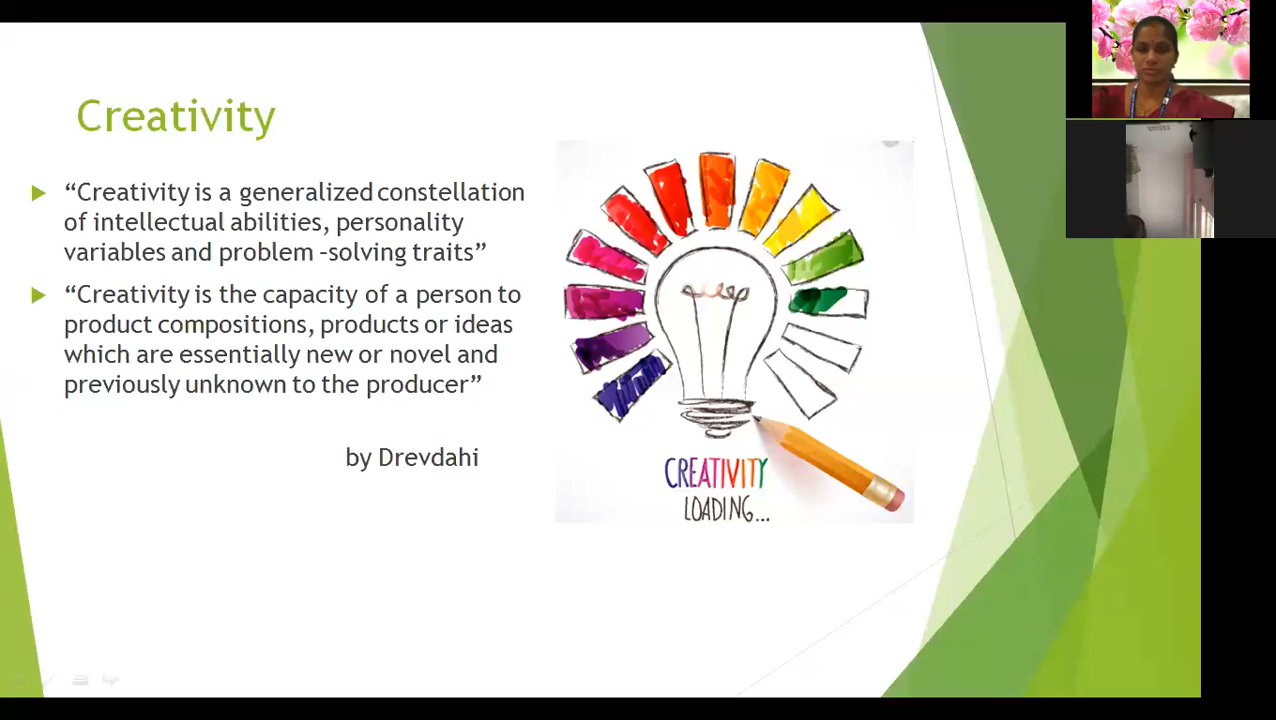 Creativity
“Creativity is a generalized constellation
of intellectual abilities, personality
variables and problem –solving traits”
“Creativity is the capacity of a person to
product compositions, products or ideas
which are essentially new or novel and
previously unknown to the producer”
by Drevdahi
CREATIVITY
LOADING...